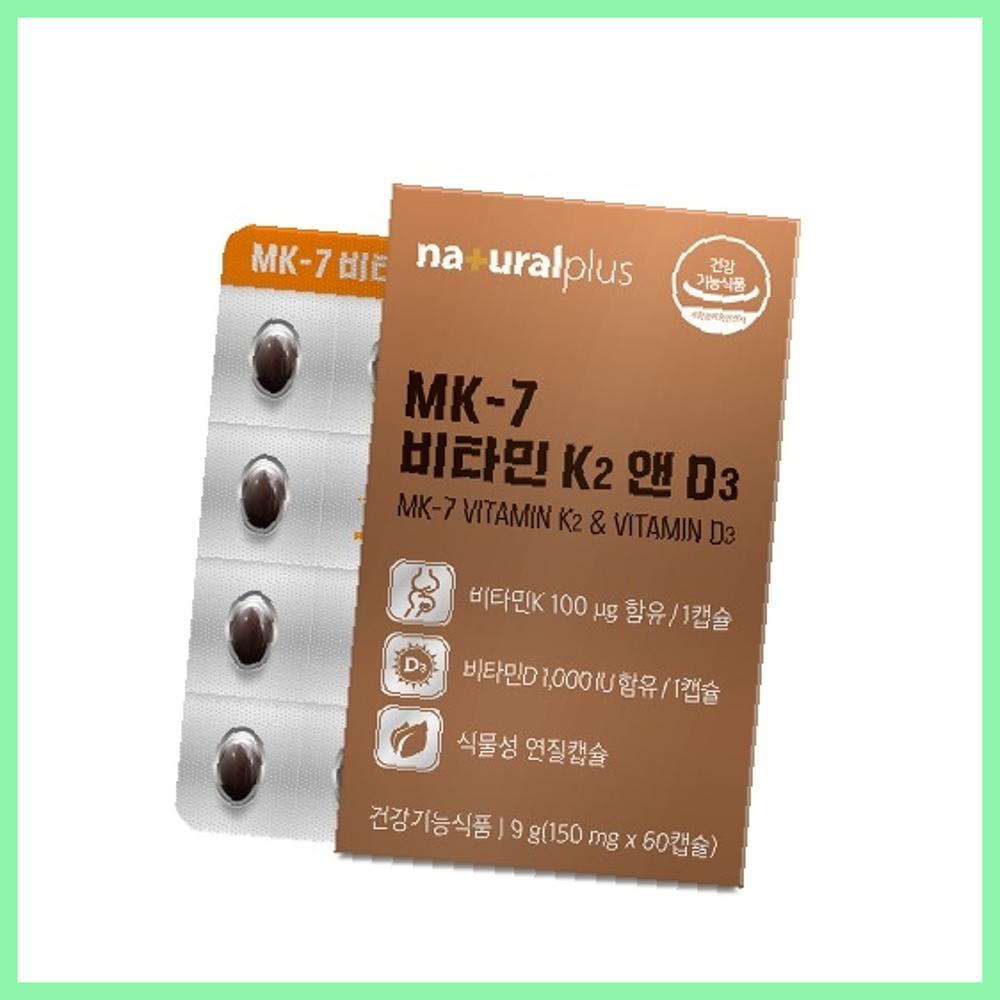 MK-7 비타
naturalplus
건강
기능식품
MK-7
비타민 K2 앤 D3
MK-7 VITAMIN K2 & VITAMIN D3
비타민K 100 μg 함유 / 1캡슐
D3
비타민D 1,000 IU 함유 / 1캡슐
식물성 연질캡슐
건강기능식품 | 9 g(150 mg x 60캡슐)